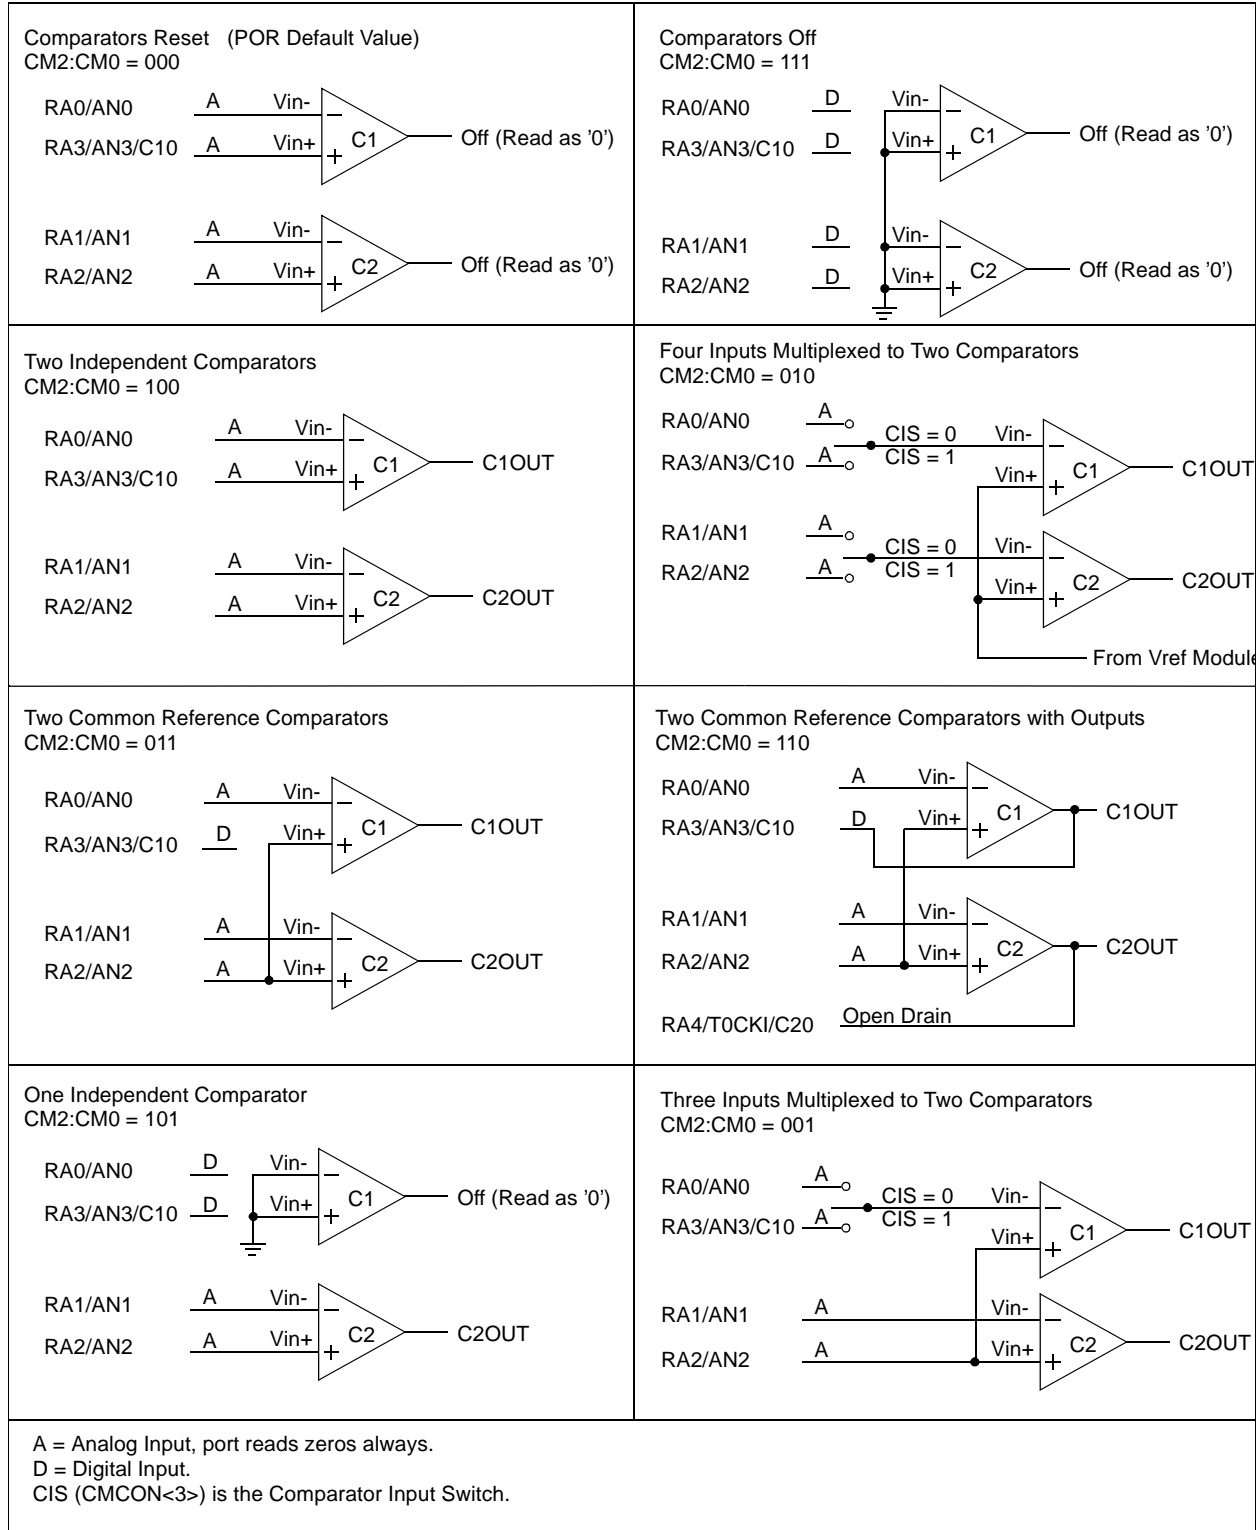 Comparators Reset (POR Default Value)
CM2:CM0 = 000
RA0/AN0 A Vin- −
RA3/AN3/C10 A Vin+ + C1 Off (Read as '0')
RA1/AN1 A Vin- −
RA2/AN2 A Vin+ + C2 Off (Read as '0')
Comparators Off
CM2:CM0 = 111
RA0/AN0 D Vin- −
RA3/AN3/C10 D Vin+ + C1 Off (Read as '0')
RA1/AN1 D Vin- −
RA2/AN2 D Vin+ + C2 Off (Read as '0')
Two Independent Comparators
CM2:CM0 = 100
RA0/AN0 A Vin- −
RA3/AN3/C10 A Vin+ + C1 C1OUT
RA1/AN1 A Vin- −
RA2/AN2 A Vin+ + C2 C2OUT
Four Inputs Multiplexed to Two Comparators
CM2:CM0 = 010
RA0/AN0 A CIS = 0 Vin- −
RA3/AN3/C10 A CIS = 1 Vin+ + C1 C1OUT
RA1/AN1 A CIS = 0 Vin- −
RA2/AN2 A CIS = 1 Vin+ + C2 C2OUT
From Vref Module
Two Common Reference Comparators
CM2:CM0 = 011
RA0/AN0 A Vin- −
RA3/AN3/C10 D Vin+ + C1 C1OUT
RA1/AN1 A Vin- −
RA2/AN2 A Vin+ + C2 C2OUT
Two Common Reference Comparators with Outputs
CM2:CM0 = 110
RA0/AN0 A Vin- −
RA3/AN3/C10 D Vin+ + C1 C1OUT
RA1/AN1 A Vin- −
RA2/AN2 A Vin+ + C2 C2OUT
RA4/T0CKI/C20 Open Drain
One Independent Comparator
CM2:CM0 = 101
RA0/AN0 D Vin- −
RA3/AN3/C10 D Vin+ + C1 Off (Read as '0')
RA1/AN1 A Vin- −
RA2/AN2 A Vin+ + C2 C2OUT
Three Inputs Multiplexed to Two Comparators
CM2:CM0 = 001
RA0/AN0 A CIS = 0 Vin- −
RA3/AN3/C10 A CIS = 1 Vin+ + C1 C1OUT
RA1/AN1 A Vin- −
RA2/AN2 A Vin+ + C2 C2OUT
A = Analog Input, port reads zeros always.
D = Digital Input.
CIS (CMCON<3>) is the Comparator Input Switch.